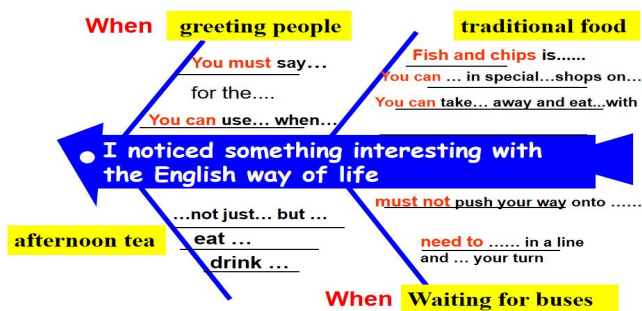 When greeting people
You must say...
for the....
You can use... when...
traditional food
Fish and chips is......
You can ... in special...shops on...
You can take... away and eat...with
I noticed something interesting with
the English way of life
afternoon tea
...not just... but ...
eat ...
drink ...
must not push your way onto ......
need to ...... in a line
and ... your turn
When Waiting for buses